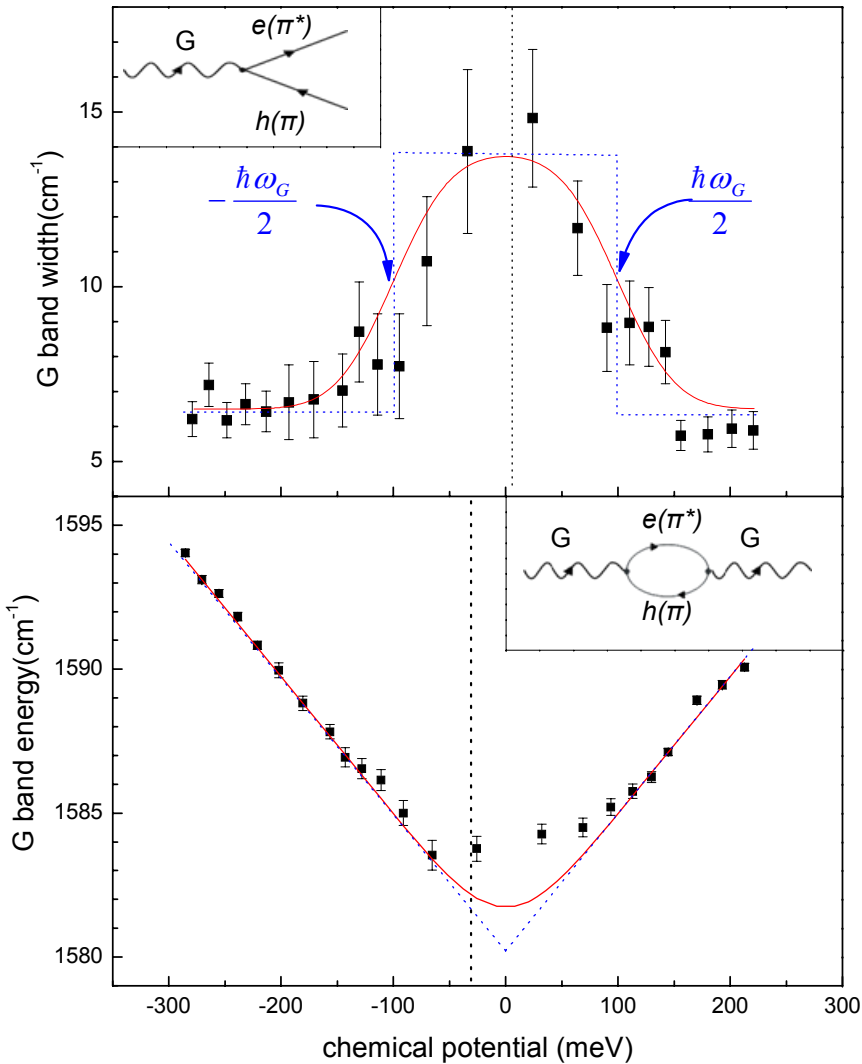 e(π*)
G
h(π)
15
10
5
G band width(cm⁻¹)
− ħω_G / 2
ħω_G / 2
1595
1590
1585
1580
G band energy(cm⁻¹)
e(π*)
G G
h(π)
-300 -200 -100 0 100 200 300
chemical potential (meV)